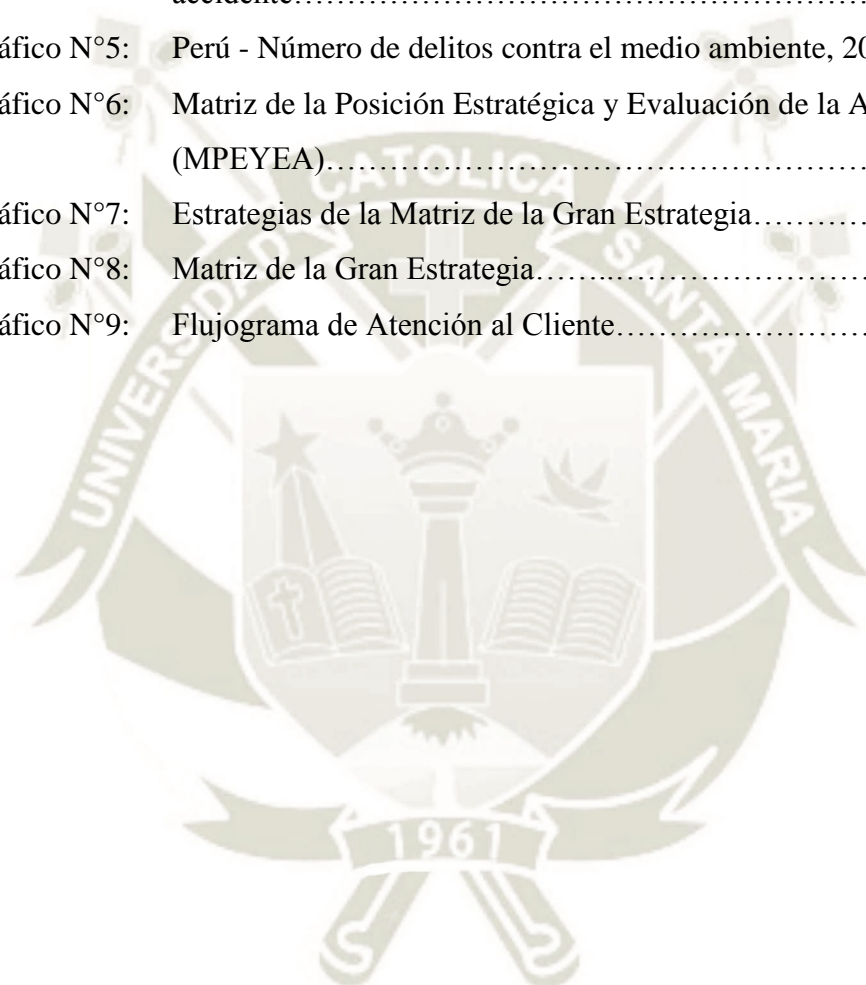 accidente……………………………………………………
áfico N°5: Perú - Número de delitos contra el medio ambiente, 20
áfico N°6: Matriz de la Posición Estratégica y Evaluación de la A
(MPEYEA)……………………………………………
áfico N°7: Estrategias de la Matriz de la Gran Estrategia…………
áfico N°8: Matriz de la Gran Estrategia……..……………………
áfico N°9: Flujograma de Atención al Cliente……………………
UNIVERSIDAD CATOLICA SANTA MARIA
1961